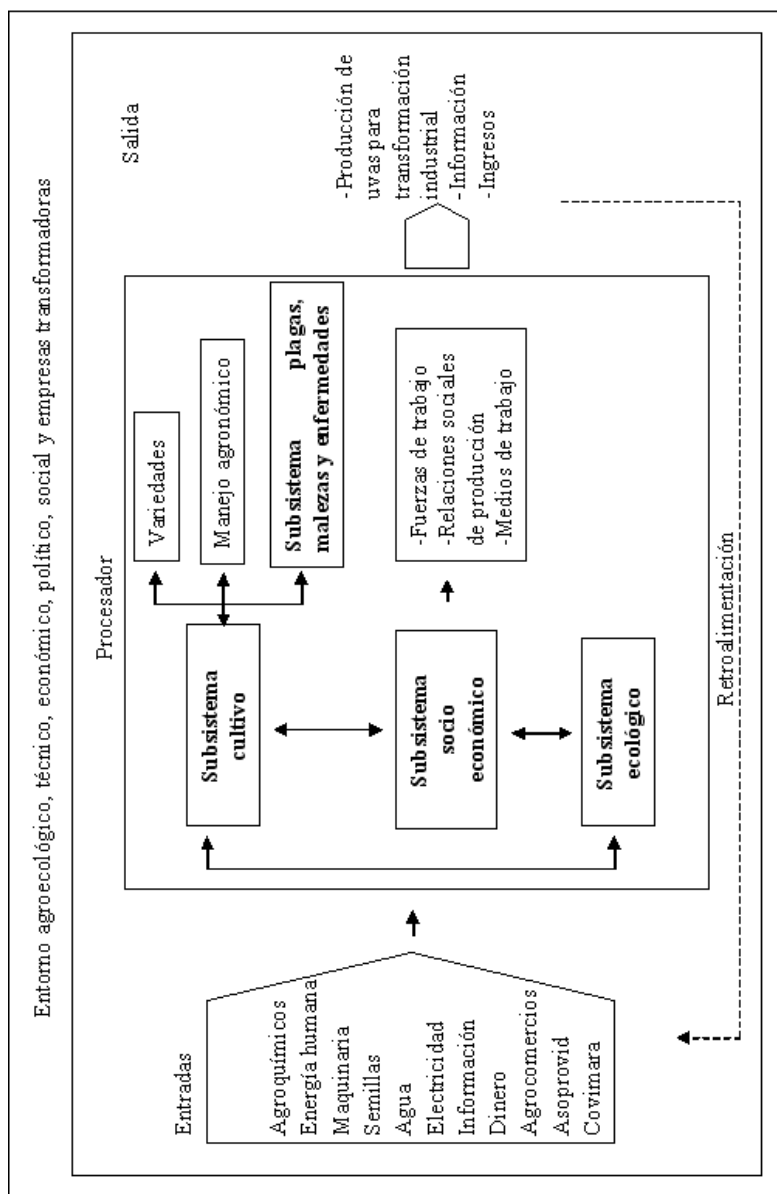 Entorno agroecológico, técnico, económico, político, social y empresas transformadoras
Entradas
Agroquímicos
Energía humana
Maquinaria
Semillas
Agua
Electricidad
Información
Dinero
Agrocomercios
Asoprovid
Covimara
Procesador
Subsistema
cultivo
Variedades
Manejo agronómico
Subsistema plagas,
malezas y enfermedades
Subsistema
socio
económico
-Fuerzas de trabajo
-Relaciones sociales
de producción
-Medios de trabajo
Subsistema
ecológico
Salida
-Producción de
uvas para
transformación
industrial
-Información
-Ingresos
Retroalimentación